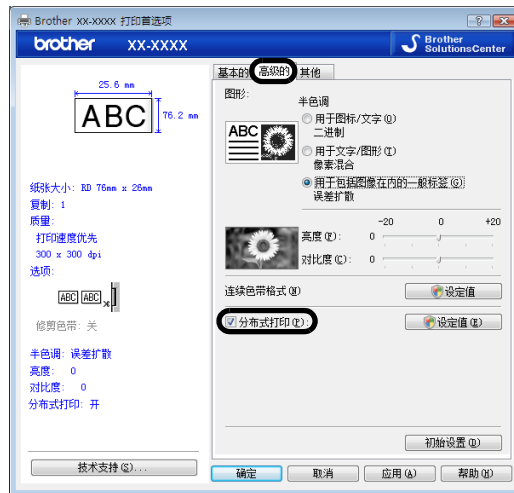 Brother XX-XXXX 打印首选项
brother XX-XXXX
Brother
SolutionsCenter
25.6 mm
ABC
76.2 mm
纸张大小: RD 76mm x 26mm
复制: 1
质量:
打印速度优先
300 x 300 dpi
选项:
ABC ABC
修剪色带: 关
半色调: 误差扩散
亮度: 0
对比度: 0
分布式打印: 开
技术支持(S)...
基本的 高级的 其他
图形:
半色调
ABC
用于图标/文字(O)
二进制
用于文字/图形(T)
像素混合
用于包括图像在内的一般标签(G)
误差扩散
-20 0 +20
亮度(F): 0
对比度(C): 0
连续色带格式(W) 设定值
分布式打印(P): 设定值(E)
初始设置(D)
确定 取消 应用(A) 帮助(H)